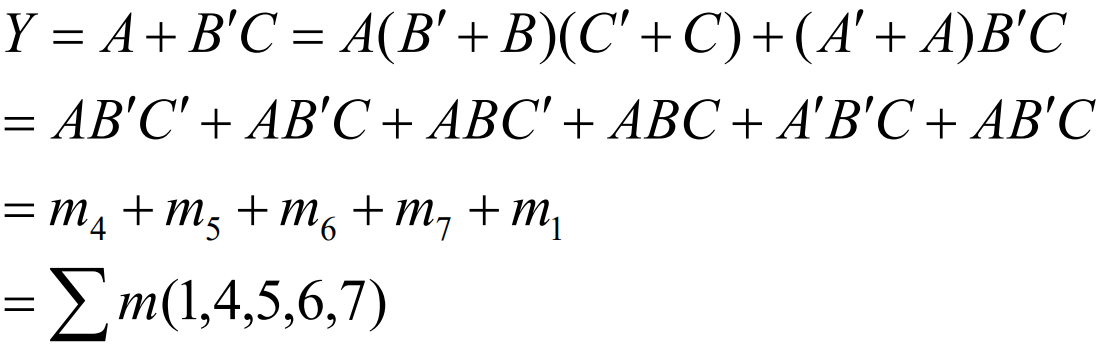 Y = A + B′C = A(B′ + B)(C′ + C) + (A′ + A)B′C
= AB′C′ + AB′C + ABC′ + ABC + A′B′C + AB′C
= m₄ + m₅ + m₆ + m₇ + m₁
= ∑ m(1,4,5,6,7)